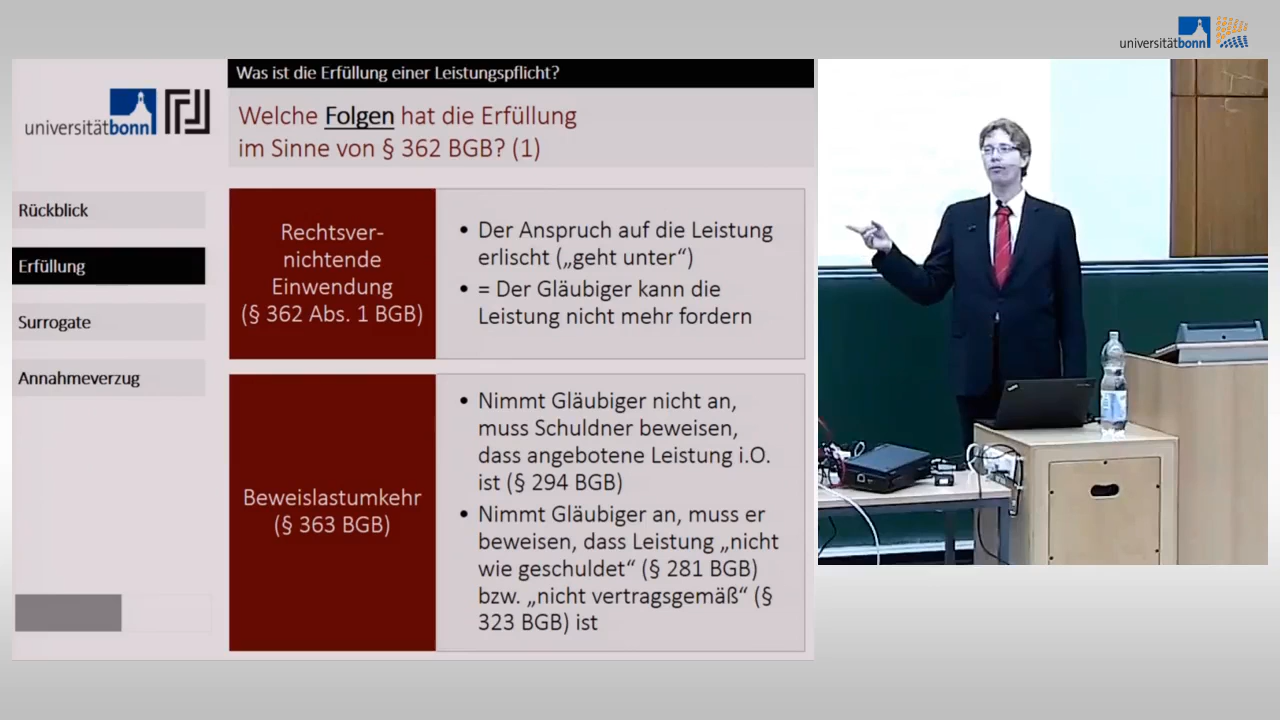 universitätbonn
Was ist die Erfüllung einer Leistungspflicht?
universitätbonn
Welche Folgen hat die Erfüllung
im Sinne von § 362 BGB? (1)
Rückblick
Erfüllung
Surrogate
Annahmeverzug
Rechtsver-
nichtende
Einwendung
(§ 362 Abs. 1 BGB)
• Der Anspruch auf die Leistung
erlischt („geht unter“)
• = Der Gläubiger kann die
Leistung nicht mehr fordern
Beweislastumkehr
(§ 363 BGB)
• Nimmt Gläubiger nicht an,
muss Schuldner beweisen,
dass angebotene Leistung i.O.
ist (§ 294 BGB)
• Nimmt Gläubiger an, muss er
beweisen, dass Leistung „nicht
wie geschuldet“ (§ 281 BGB)
bzw. „nicht vertragsgemäß“ (§
323 BGB) ist